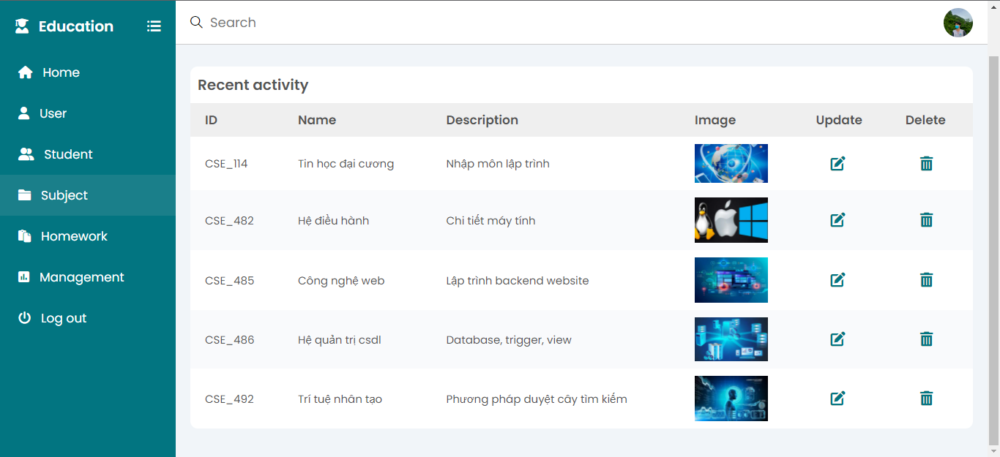 Education
Search
Home
User
Student
Subject
Homework
Management
Log out
Recent activity
ID Name Description Image Update Delete
CSE_114 Tin học đại cương Nhập môn lập trình
CSE_482 Hệ điều hành Chi tiết máy tính
CSE_485 Công nghệ web Lập trình backend website
CSE_486 Hệ quản trị csdl Database, trigger, view
CSE_492 Trí tuệ nhân tạo Phương pháp duyệt cây tìm kiếm